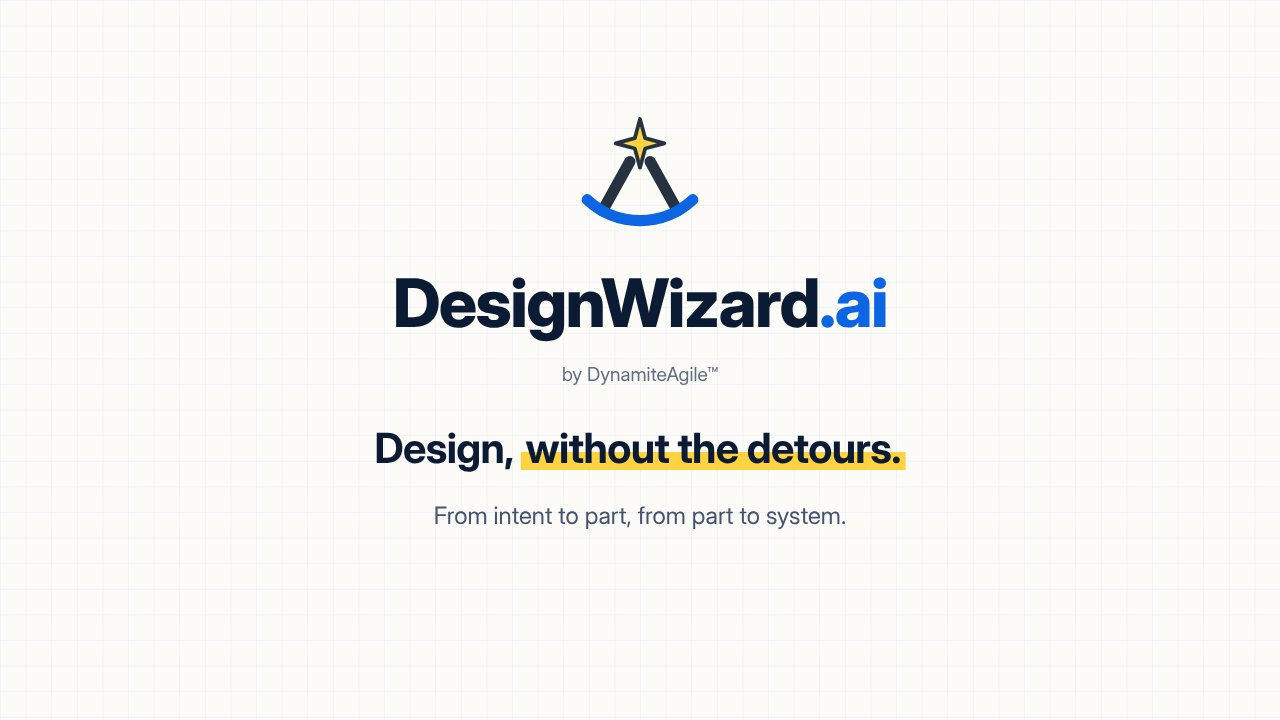 DesignWizard.ai
by DynamiteAgile™
Design, without the detours.
From intent to part, from part to system.